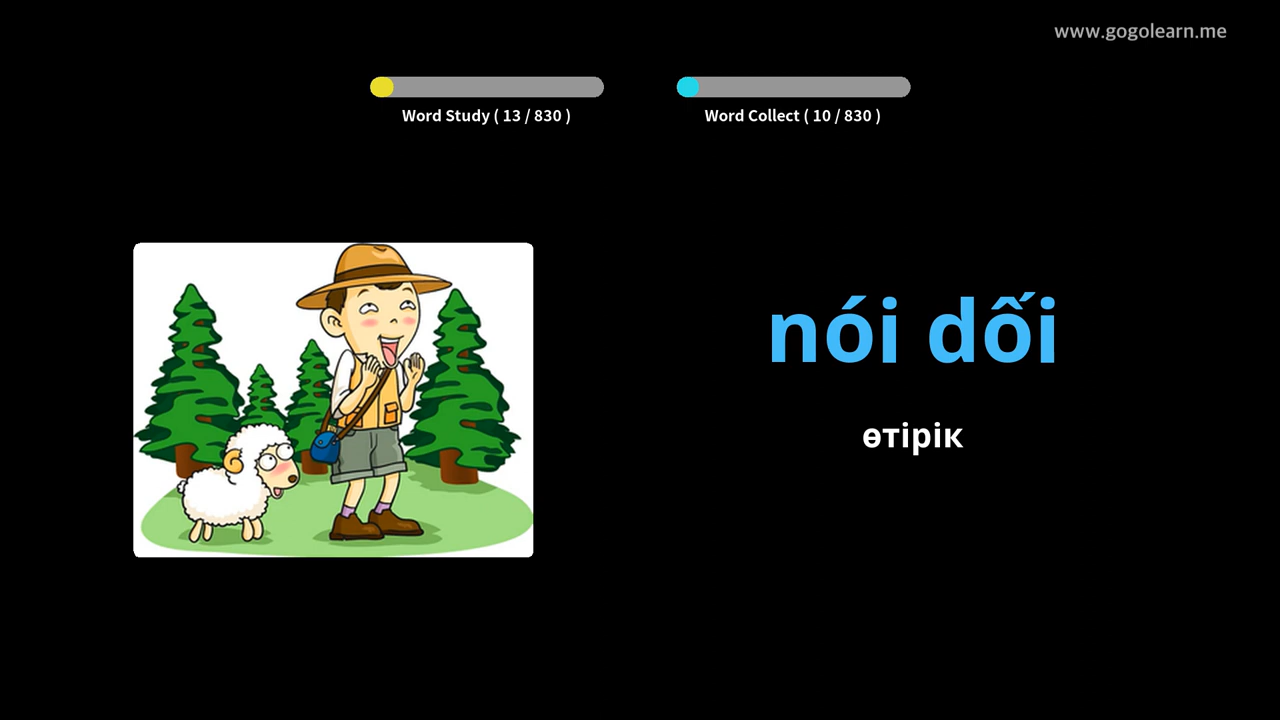 www.gogolearn.me
Word Study ( 13 / 830 )
Word Collect ( 10 / 830 )
nói dối
өтірік